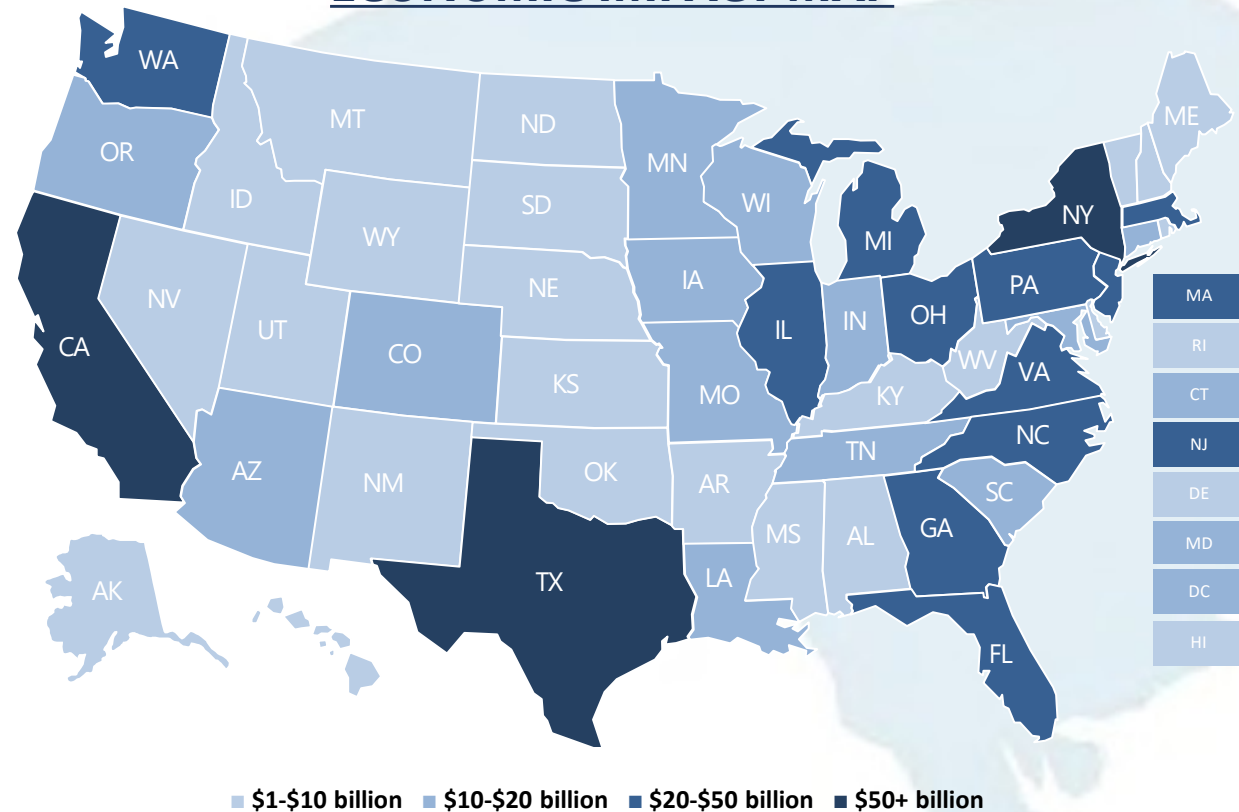 ECONOMIC IMPACT MAP
WA
MT
ND
ME
OR
MN
ID
SD
WI
WY
NY
MI
NE
IA
PA
NV
UT
IL
IN
OH
MA
CA
CO
WV
VA
RI
KS
MO
KY
CT
NC
AZ
NM
OK
TN
NJ
AR
SC
DE
MS
AL
GA
MD
AK
TX
LA
DC
FL
HI
$1-$10 billion $10-$20 billion $20-$50 billion $50+ billion